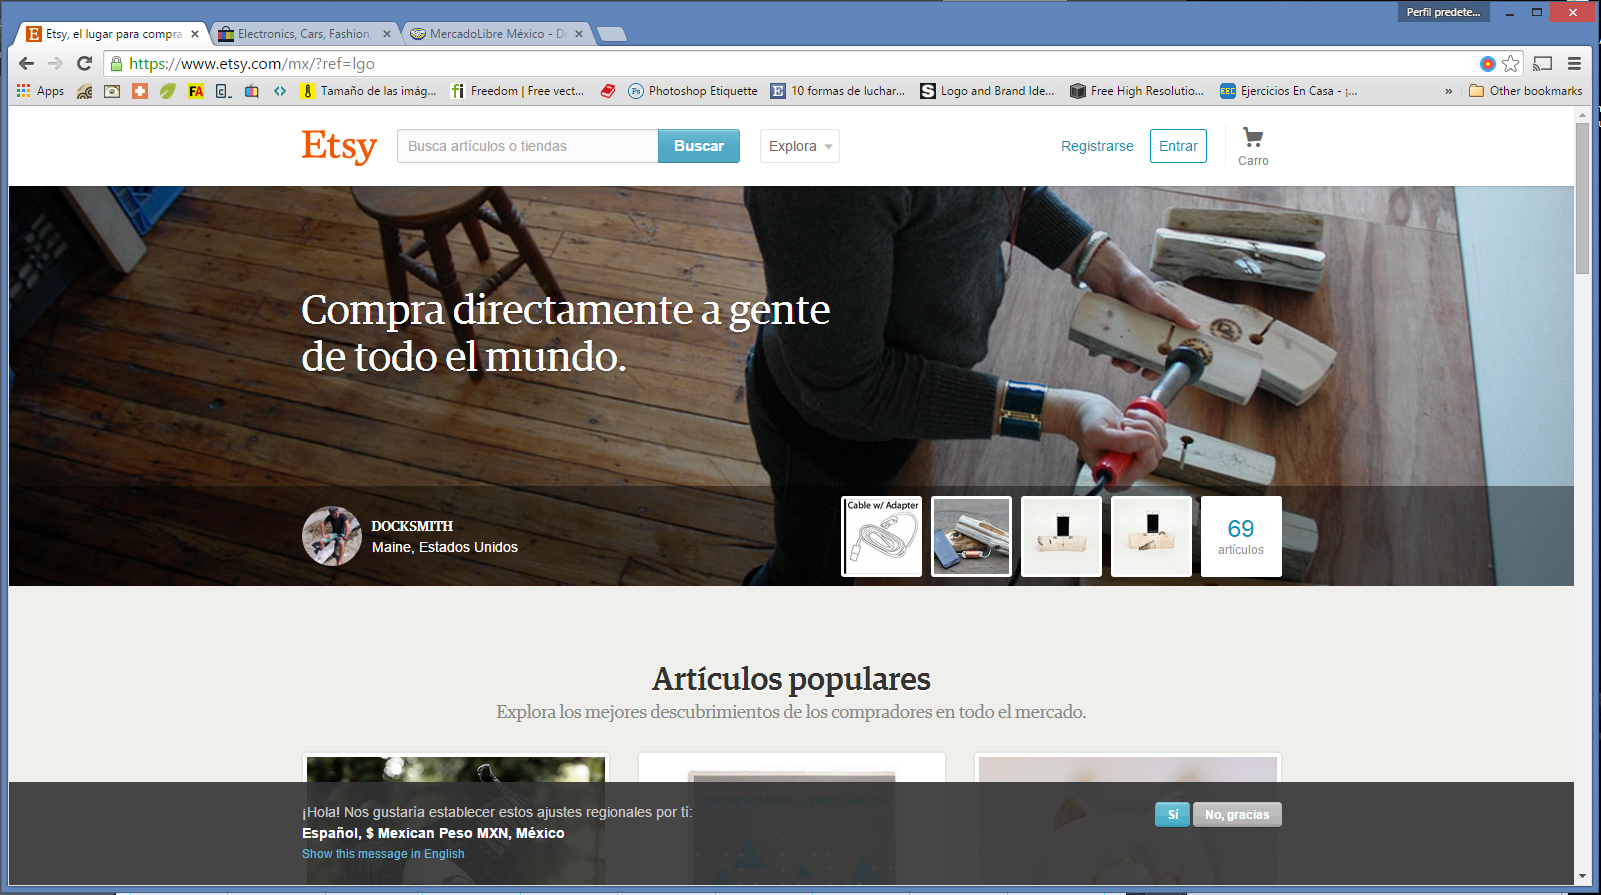 Perfil predete...
Etsy, el lugar para compra
Electronics, Cars, Fashion,
MercadoLibre México - D
https://www.etsy.com/mx/?ref=lgo
Apps
FA
Tamaño de las imág...
fi Freedom | Free vect...
Ps Photoshop Etiquette
E 10 formas de luchar...
S Logo and Brand Ide...
Free High Resolutio...
EEC Ejercicios En Casa - ¡...
»
Other bookmarks
Etsy
Busca artículos o tiendas
Buscar
Explora
Registrarse
Entrar
Carro
Compra directamente a gente
de todo el mundo.
DOCKSMITH
Maine, Estados Unidos
Cable w/ Adapter
69
artículos
Artículos populares
Explora los mejores descubrimientos de los compradores en todo el mercado.
¡Hola! Nos gustaría establecer estos ajustes regionales por tí:
Español, $ Mexican Peso MXN, México
Show this message in English
Sí
No, gracias